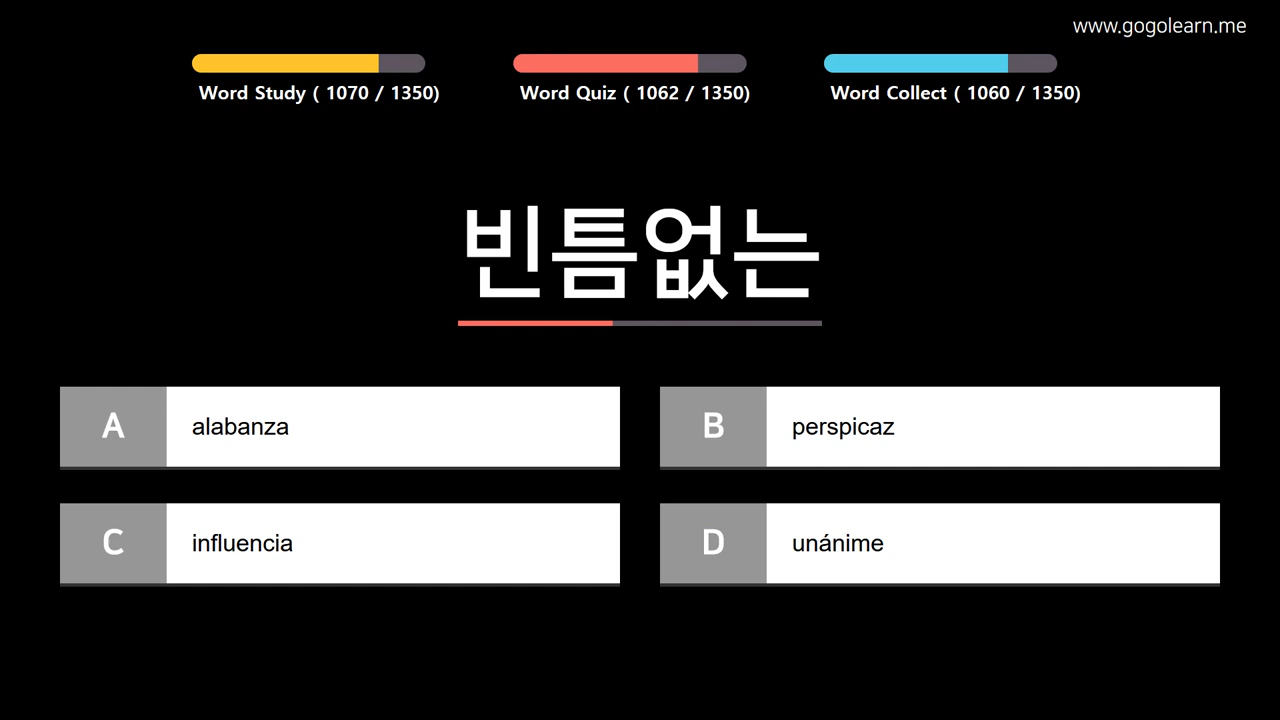 www.gogolearn.me
Word Study ( 1070 / 1350)
Word Quiz ( 1062 / 1350)
Word Collect ( 1060 / 1350)
빈틈없는
A alabanza
B perspicaz
C influencia
D unánime